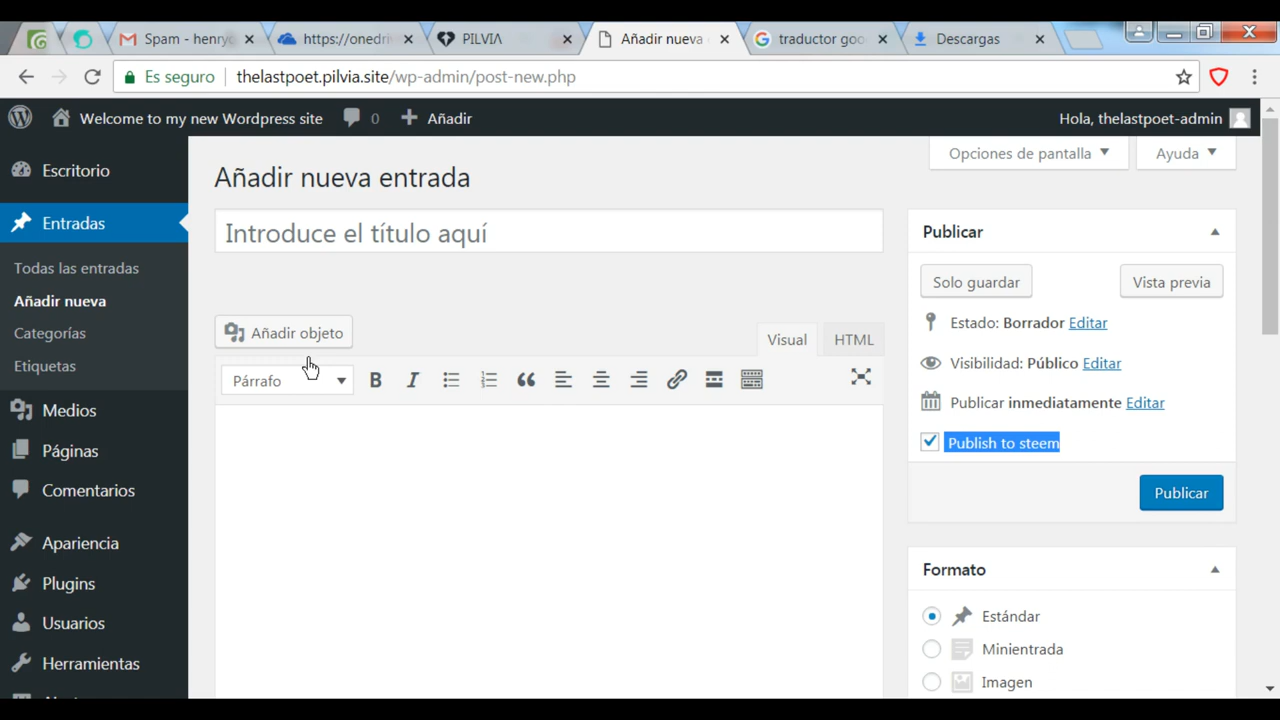 Spam - henryc
https://onedri
PILVIA
Añadir nueva
traductor goo
Descargas
Es seguro
thelastpoet.pilvia.site/wp-admin/post-new.php
Welcome to my new Wordpress site
0
Añadir
Hola, thelastpoet-admin
Opciones de pantalla
Ayuda
Escritorio
Entradas
Todas las entradas
Añadir nueva
Categorías
Etiquetas
Medios
Páginas
Comentarios
Apariencia
Plugins
Usuarios
Herramientas
Añadir nueva entrada
Introduce el título aquí
Añadir objeto
Visual
HTML
Párrafo
B
I
Publicar
Solo guardar
Vista previa
Estado: Borrador Editar
Visibilidad: Público Editar
Publicar inmediatamente Editar
Publish to steem
Publicar
Formato
Estándar
Minientrada
Imagen